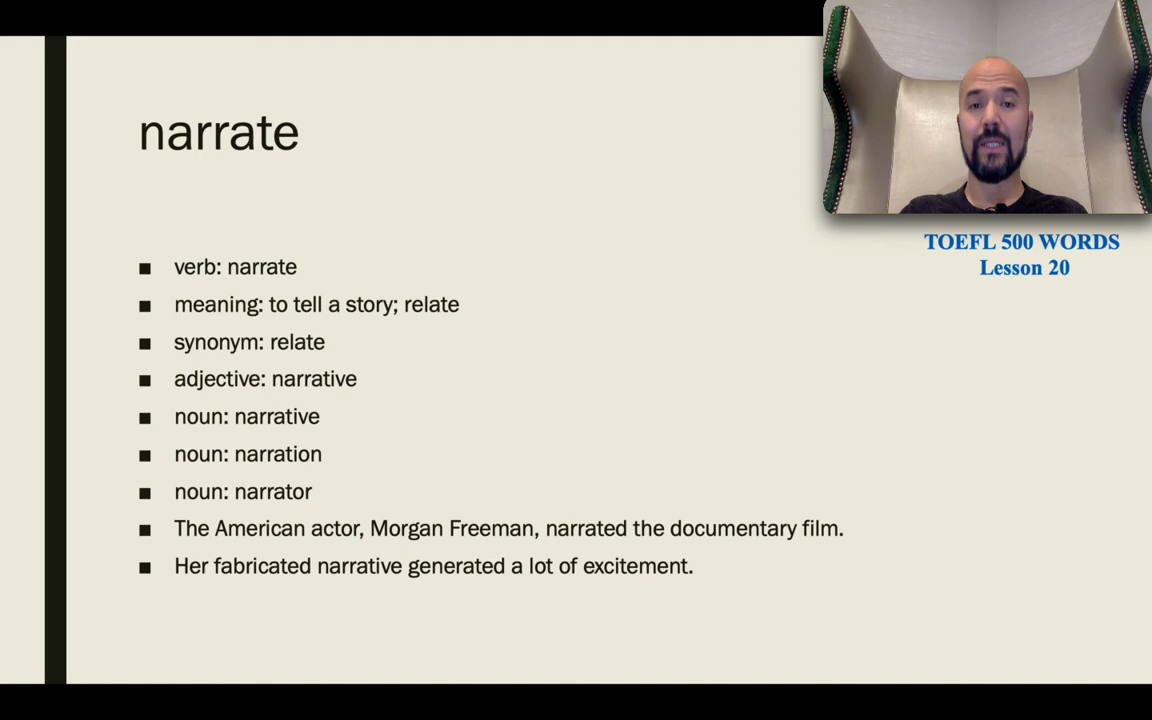 narrate
TOEFL 500 WORDS
Lesson 20
■ verb: narrate
■ meaning: to tell a story; relate
■ synonym: relate
■ adjective: narrative
■ noun: narrative
■ noun: narration
■ noun: narrator
■ The American actor, Morgan Freeman, narrated the documentary film.
■ Her fabricated narrative generated a lot of excitement.